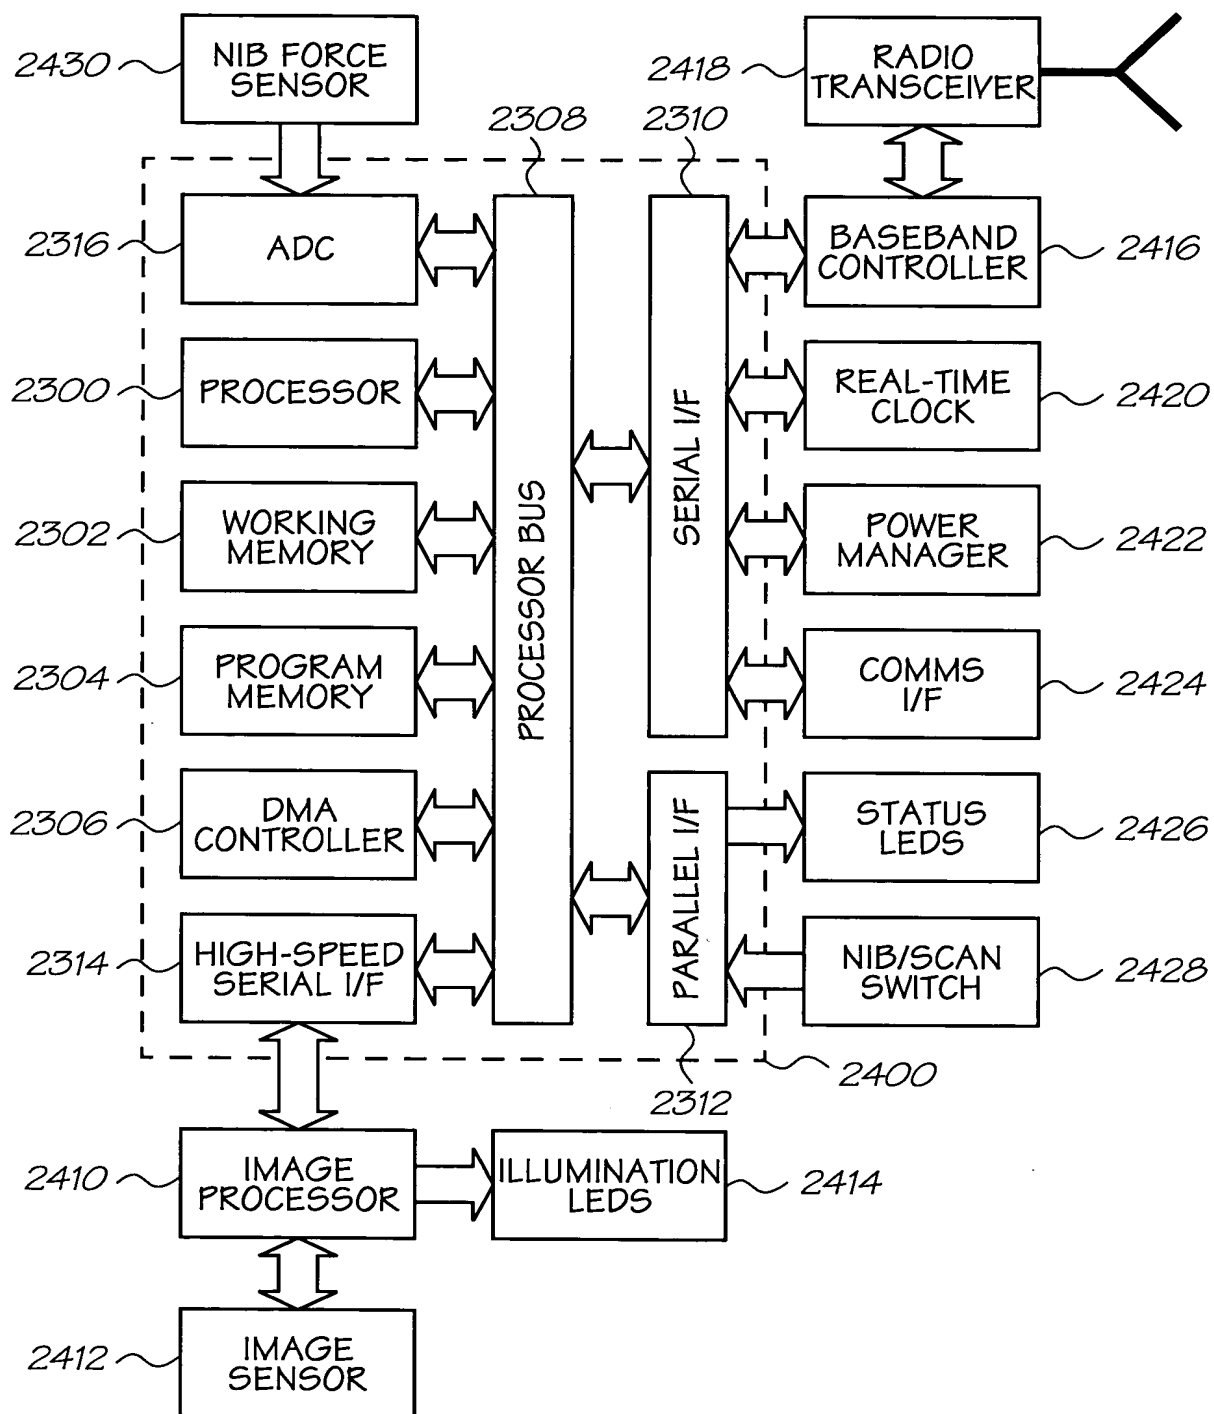 2430
NIB FORCE
SENSOR
2418
RADIO
TRANSCEIVER
2308
2310
2316
ADC
BASEBAND
CONTROLLER
2416
2300
PROCESSOR
REAL-TIME
CLOCK
2420
2302
WORKING
MEMORY
PROCESSOR BUS
SERIAL I/F
POWER
MANAGER
2422
2304
PROGRAM
MEMORY
COMMS
I/F
2424
2306
DMA
CONTROLLER
PARALLEL I/F
STATUS
LEDS
2426
2314
HIGH-SPEED
SERIAL I/F
NIB/SCAN
SWITCH
2428
2400
2312
2410
IMAGE
PROCESSOR
ILLUMINATION
LEDS
2414
2412
IMAGE
SENSOR